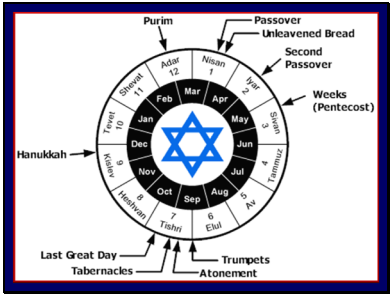 Purim
Passover
Unleavened Bread
Second
Passover
Weeks
(Pentecost)
Hanukkah
Last Great Day
Tabernacles
Atonement
Trumpets
Nisan
1
Iyar
2
Sivan
3
Tammuz
4
Av
5
Elul
6
Tishri
7
Heshvan
8
Kislev
9
Tevet
10
Shevat
11
Adar
12
Mar
Apr
May
Jun
Jul
Aug
Sep
Oct
Nov
Dec
Jan
Feb